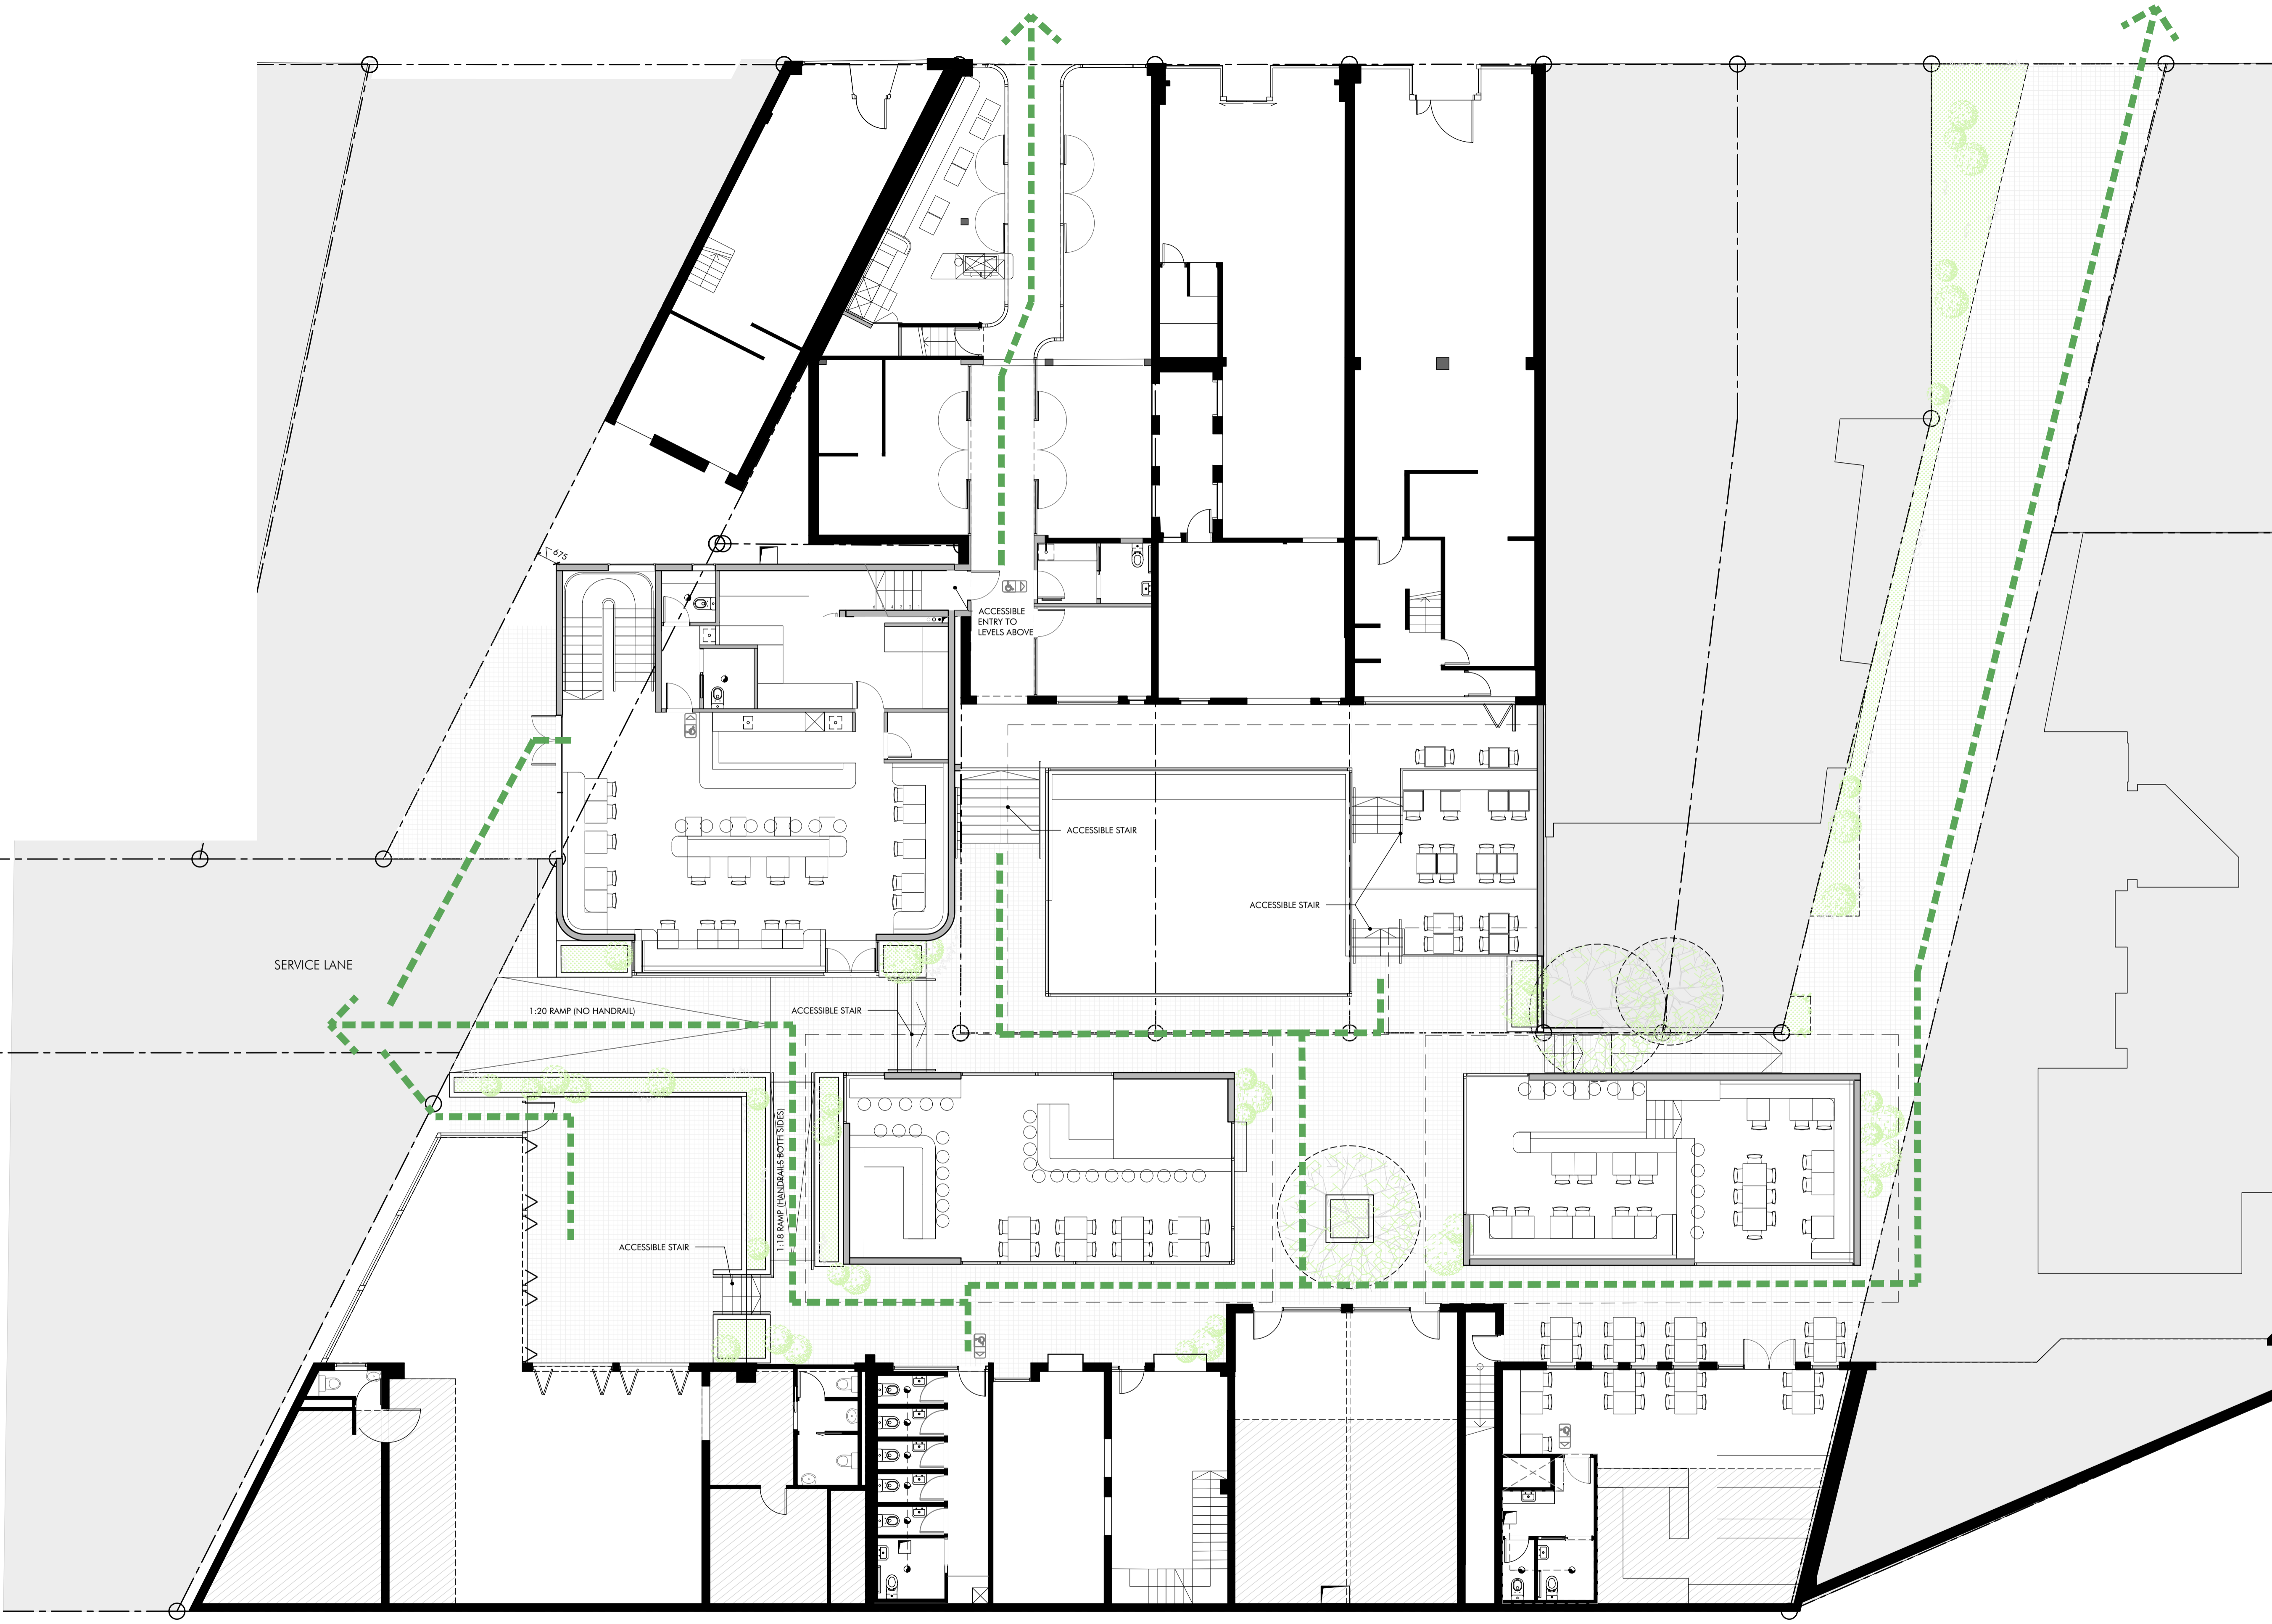 675
ACCESSIBLE
ENTRY TO
LEVELS ABOVE
ACCESSIBLE STAIR
ACCESSIBLE STAIR
SERVICE LANE
1:20 RAMP (NO HANDRAIL)
ACCESSIBLE STAIR
1:18 RAMP (HANDRAILS BOTH SIDES)
ACCESSIBLE STAIR